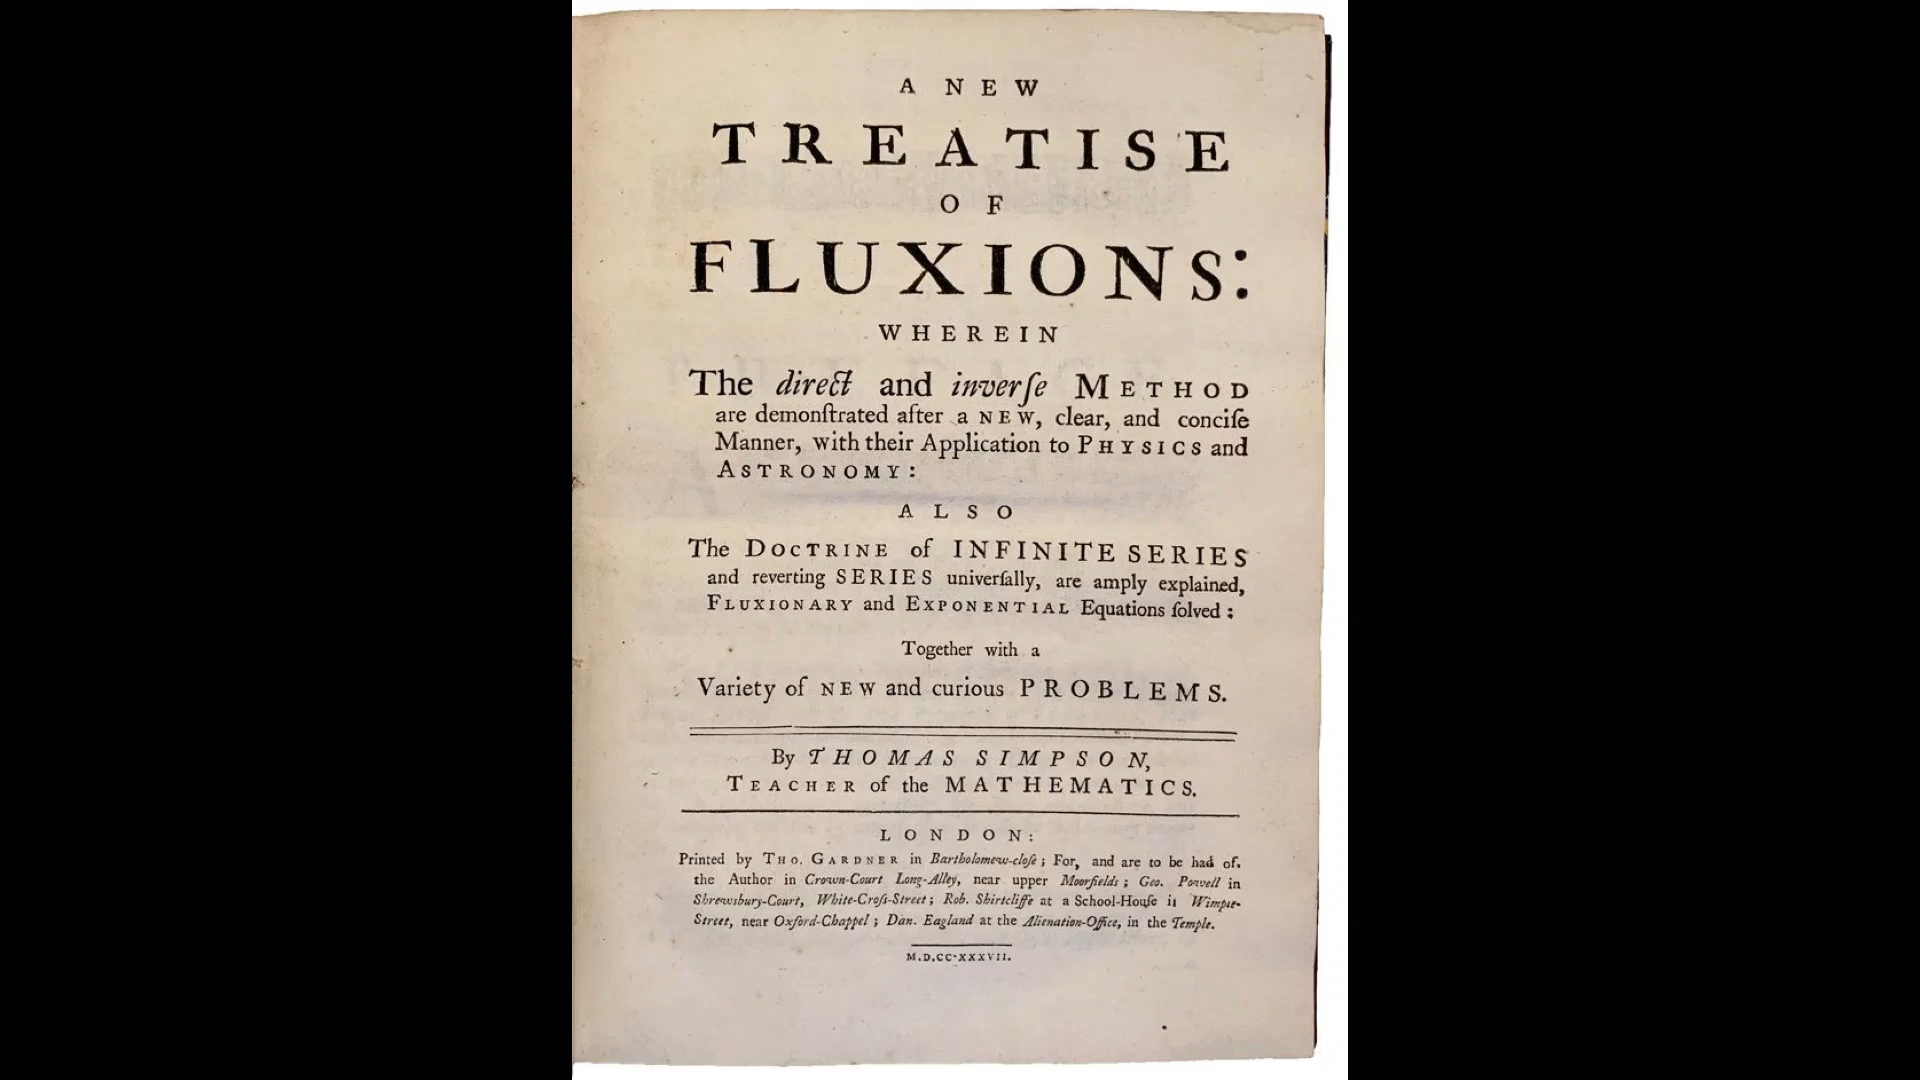 A NEW
TREATISE
OF
FLUXIONS:
WHEREIN
The direct and inverſe METHOD
are demonſtrated after a NEW, clear, and conciſe
Manner, with their Application to PHYSICS and
ASTRONOMY:
ALSO
The DOCTRINE of INFINITE SERIES
and reverting SERIES univerſally, are amply explained,
FLUXIONARY and EXPONENTIAL Equations ſolved:
Together with a
Variety of NEW and curious PROBLEMS.
By THOMAS SIMPSON,
TEACHER of the MATHEMATICS.
LONDON:
Printed by THO. GARDNER in Bartholomew-cloſe; For, and are to be had of,
the Author in Crown-Court Long-Alley, near upper Moorfields; Geo. Powell in
Shrewsbury-Court, White-Croſs-Street; Rob. Shirtcliffe at a School-Houſe in Wimple-
Street, near Oxford-Chappel; Dan. Eagland at the Alienation-Office, in the Temple.
M.D.CC.XXXVII.